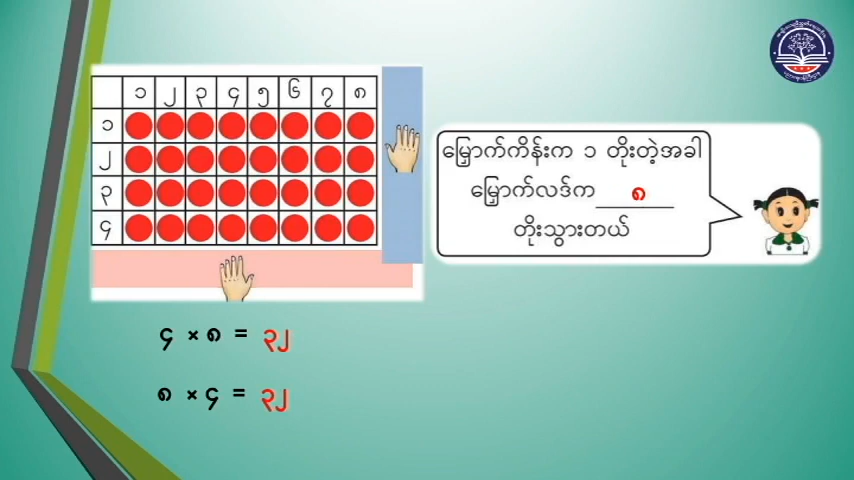 ၁ ၂ ၃ ၄ ၅ ၆ ၇ ၈
၁
၂
၃
၄
မြှောက်ကိန်းက ၁ တိုးတဲ့အခါ
မြှောက်လဒ်က ၈
တိုးသွားတယ်
၄ × ၈ = ၃၂
၈ × ၄ = ၃၂